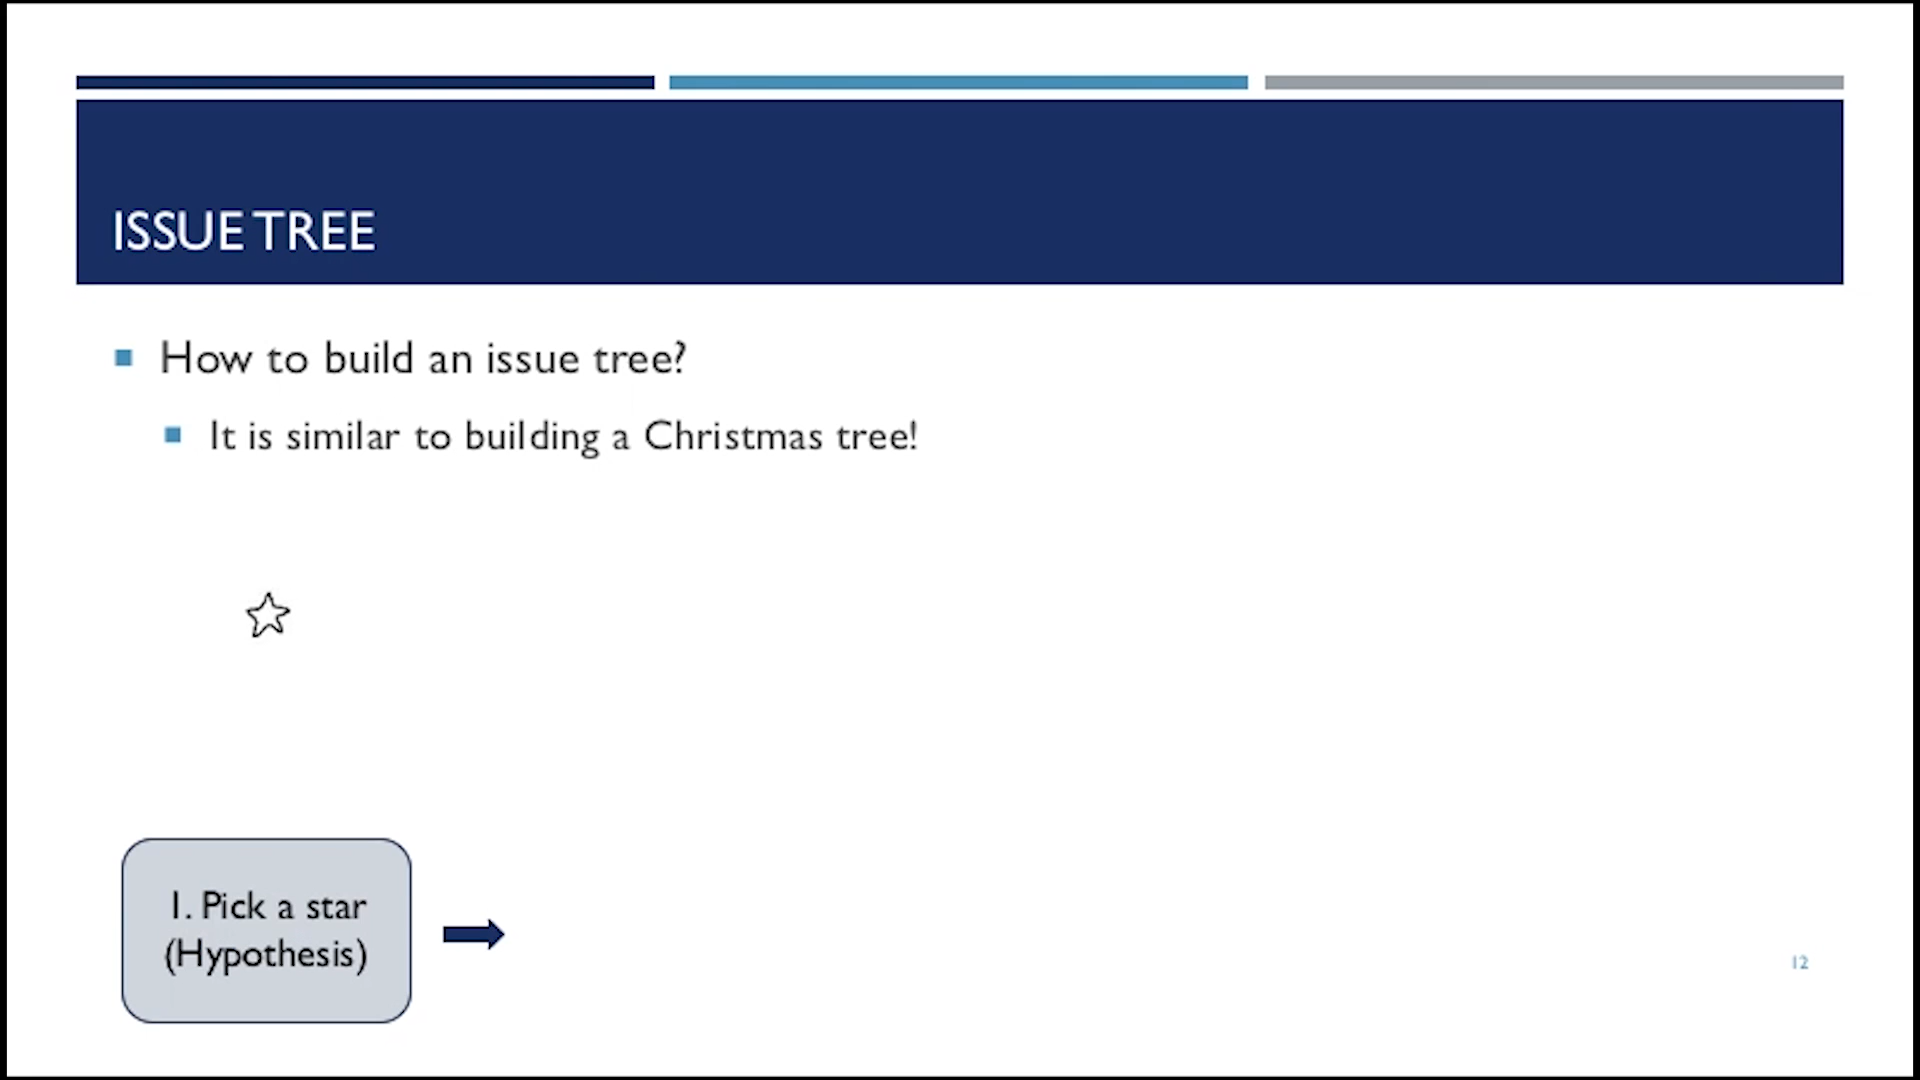 ISSUE TREE
How to build an issue tree?
It is similar to building a Christmas tree!
1. Pick a star
(Hypothesis)
12